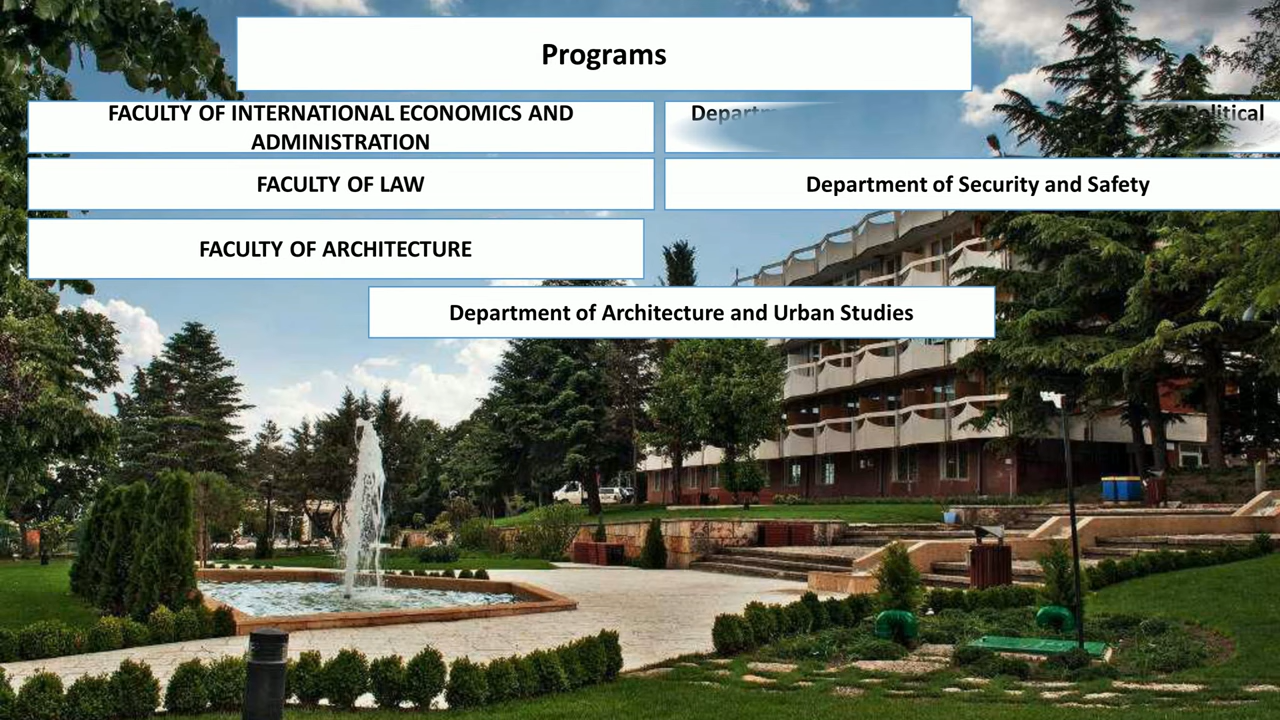 Programs
FACULTY OF INTERNATIONAL ECONOMICS AND
ADMINISTRATION
FACULTY OF LAW
Department of Security and Safety
FACULTY OF ARCHITECTURE
Department of Architecture and Urban Studies